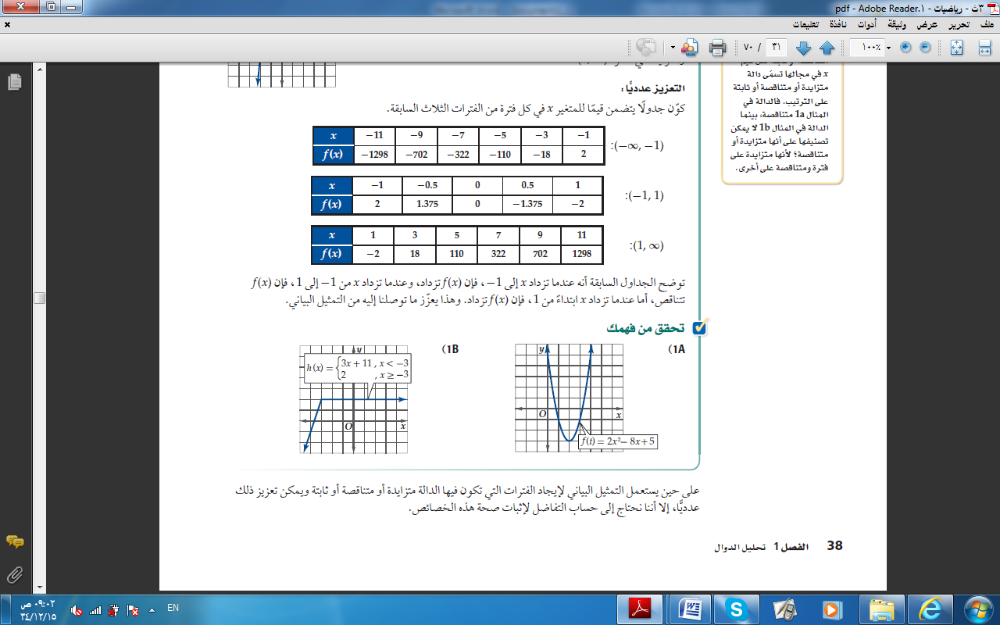 ٣ث - رياضيات - ١.pdf - Adobe Reader
ملف تحرير عرض وثيقة أدوات نافذة تعليمات
٣١ / ٧٠
١٠٠٪
x في مجالها تسمى دالة
متزايدة أو متناقصة أو ثابتة
على الترتيب. فالدالة في
المثال 1a متناقصة، بينما
الدالة في المثال 1b لا يمكن
تصنيفها على أنها متزايدة أو
متناقصة؛ لأنها متزايدة على
فترة ومتناقصة على أخرى.
التعزيز عدديًّا:
كوّن جدولًا يتضمن قيمًا للمتغير x في كل فترة من الفترات الثلاث السابقة.
(−∞, −1):
x −11 −9 −7 −5 −3 −1
f(x) −1298 −702 −322 −110 −18 2
(−1, 1):
x −1 −0.5 0 0.5 1
f(x) 2 1.375 0 −1.375 −2
(1, ∞):
x 1 3 5 7 9 11
f(x) −2 18 110 322 702 1298
توضح الجداول السابقة أنه عندما تزداد x إلى 1−، فإن f(x) تزداد، وعندما تزداد x من 1− إلى 1، فإن f(x)
تتناقص، أما عندما تزداد x ابتداءً من 1، فإن f(x) تزداد. وهذا يعزّز ما توصلنا إليه من التمثيل البياني.
تحقق من فهمك
1A)
y
O
x
f(t) = 2x²− 8x+5
1B)
y
h(x) = {3x + 11 , x < −3
2 , x ≥ −3
O
x
على حين يستعمل التمثيل البياني لإيجاد الفترات التي تكون فيها الدالة متزايدة أو متناقصة أو ثابتة ويمكن تعزيز ذلك
عدديًّا، إلا أننا نحتاج إلى حساب التفاضل لإثبات صحة هذه الخصائص.
38 الفصل 1 تحليل الدوال
EN
٠٩:٠٢ ص
٣٤/١٢/١٥